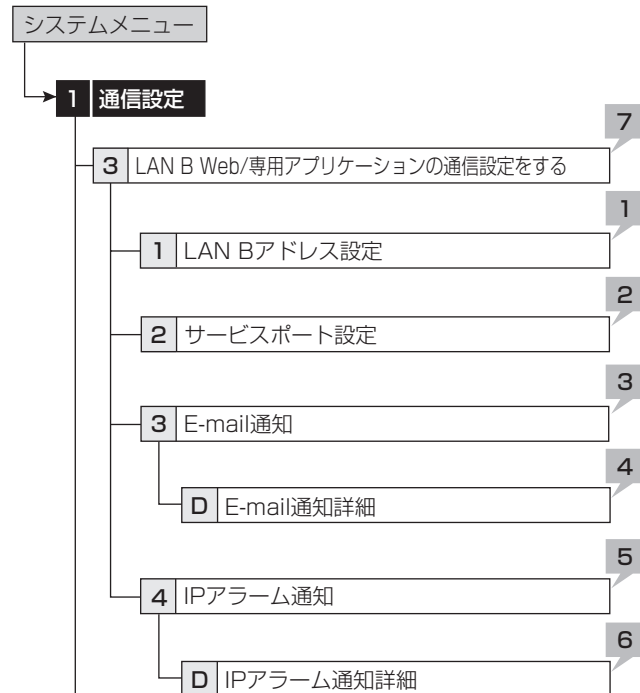 システムメニュー
1 通信設定
7
3 LAN B Web/専用アプリケーションの通信設定をする
1
1 LAN Bアドレス設定
2
2 サービスポート設定
3
3 E-mail通知
4
D E-mail通知詳細
5
4 IPアラーム通知
6
D IPアラーム通知詳細